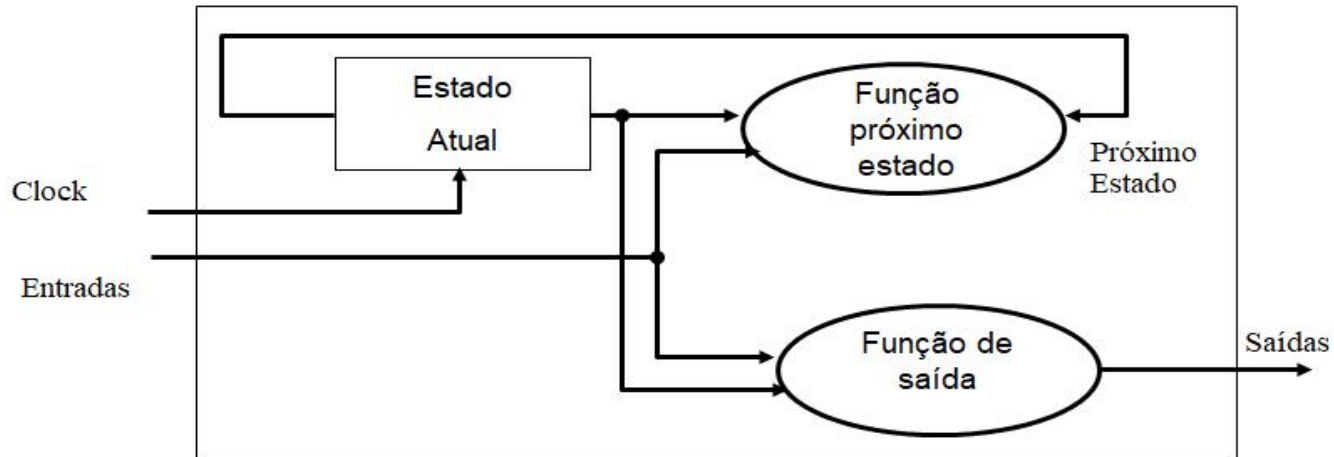 Estado
Atual
Função
próximo
estado
Próximo
Estado
Clock
Entradas
Função de
saída
Saídas